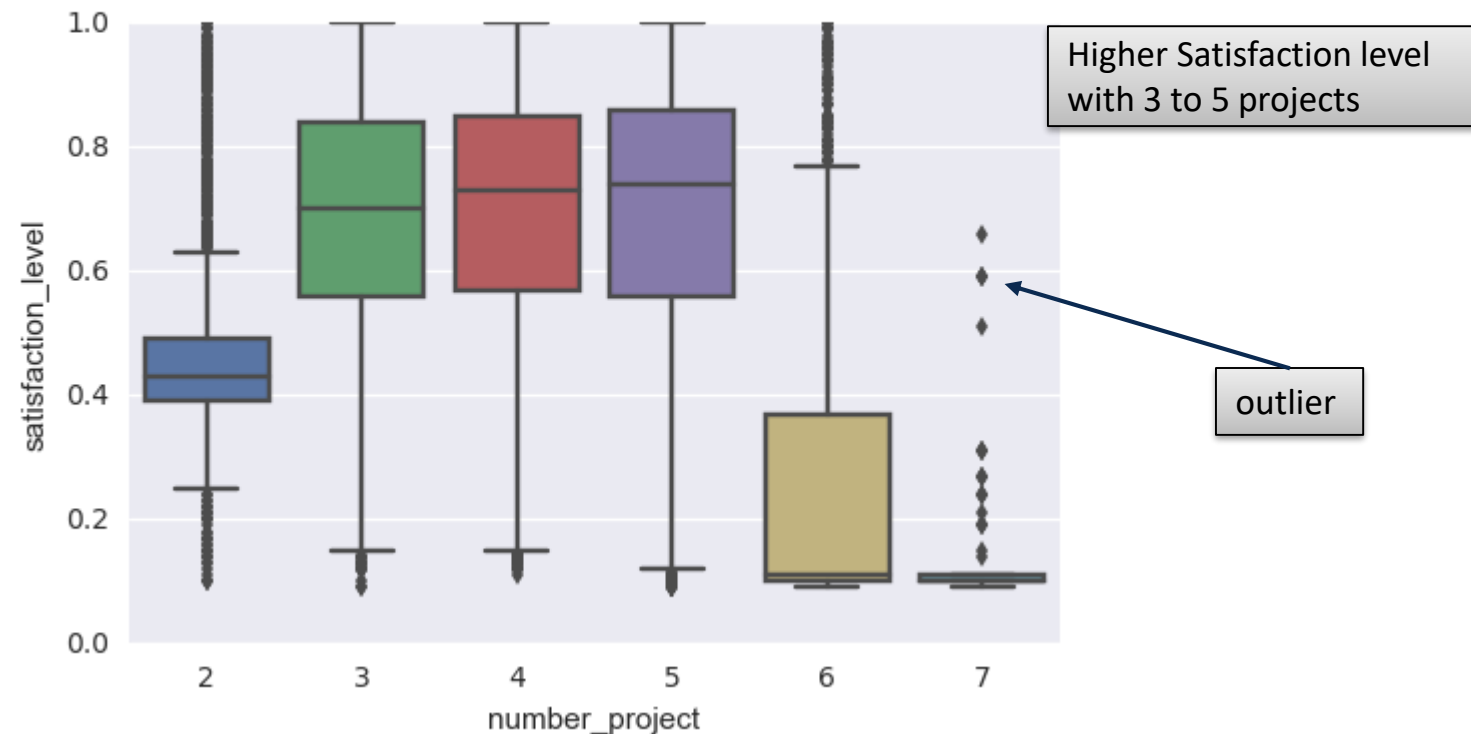 1.0
0.8
0.6
0.4
0.2
0.0
satisfaction_level
2 3 4 5 6 7
number_project
Higher Satisfaction level
with 3 to 5 projects
outlier